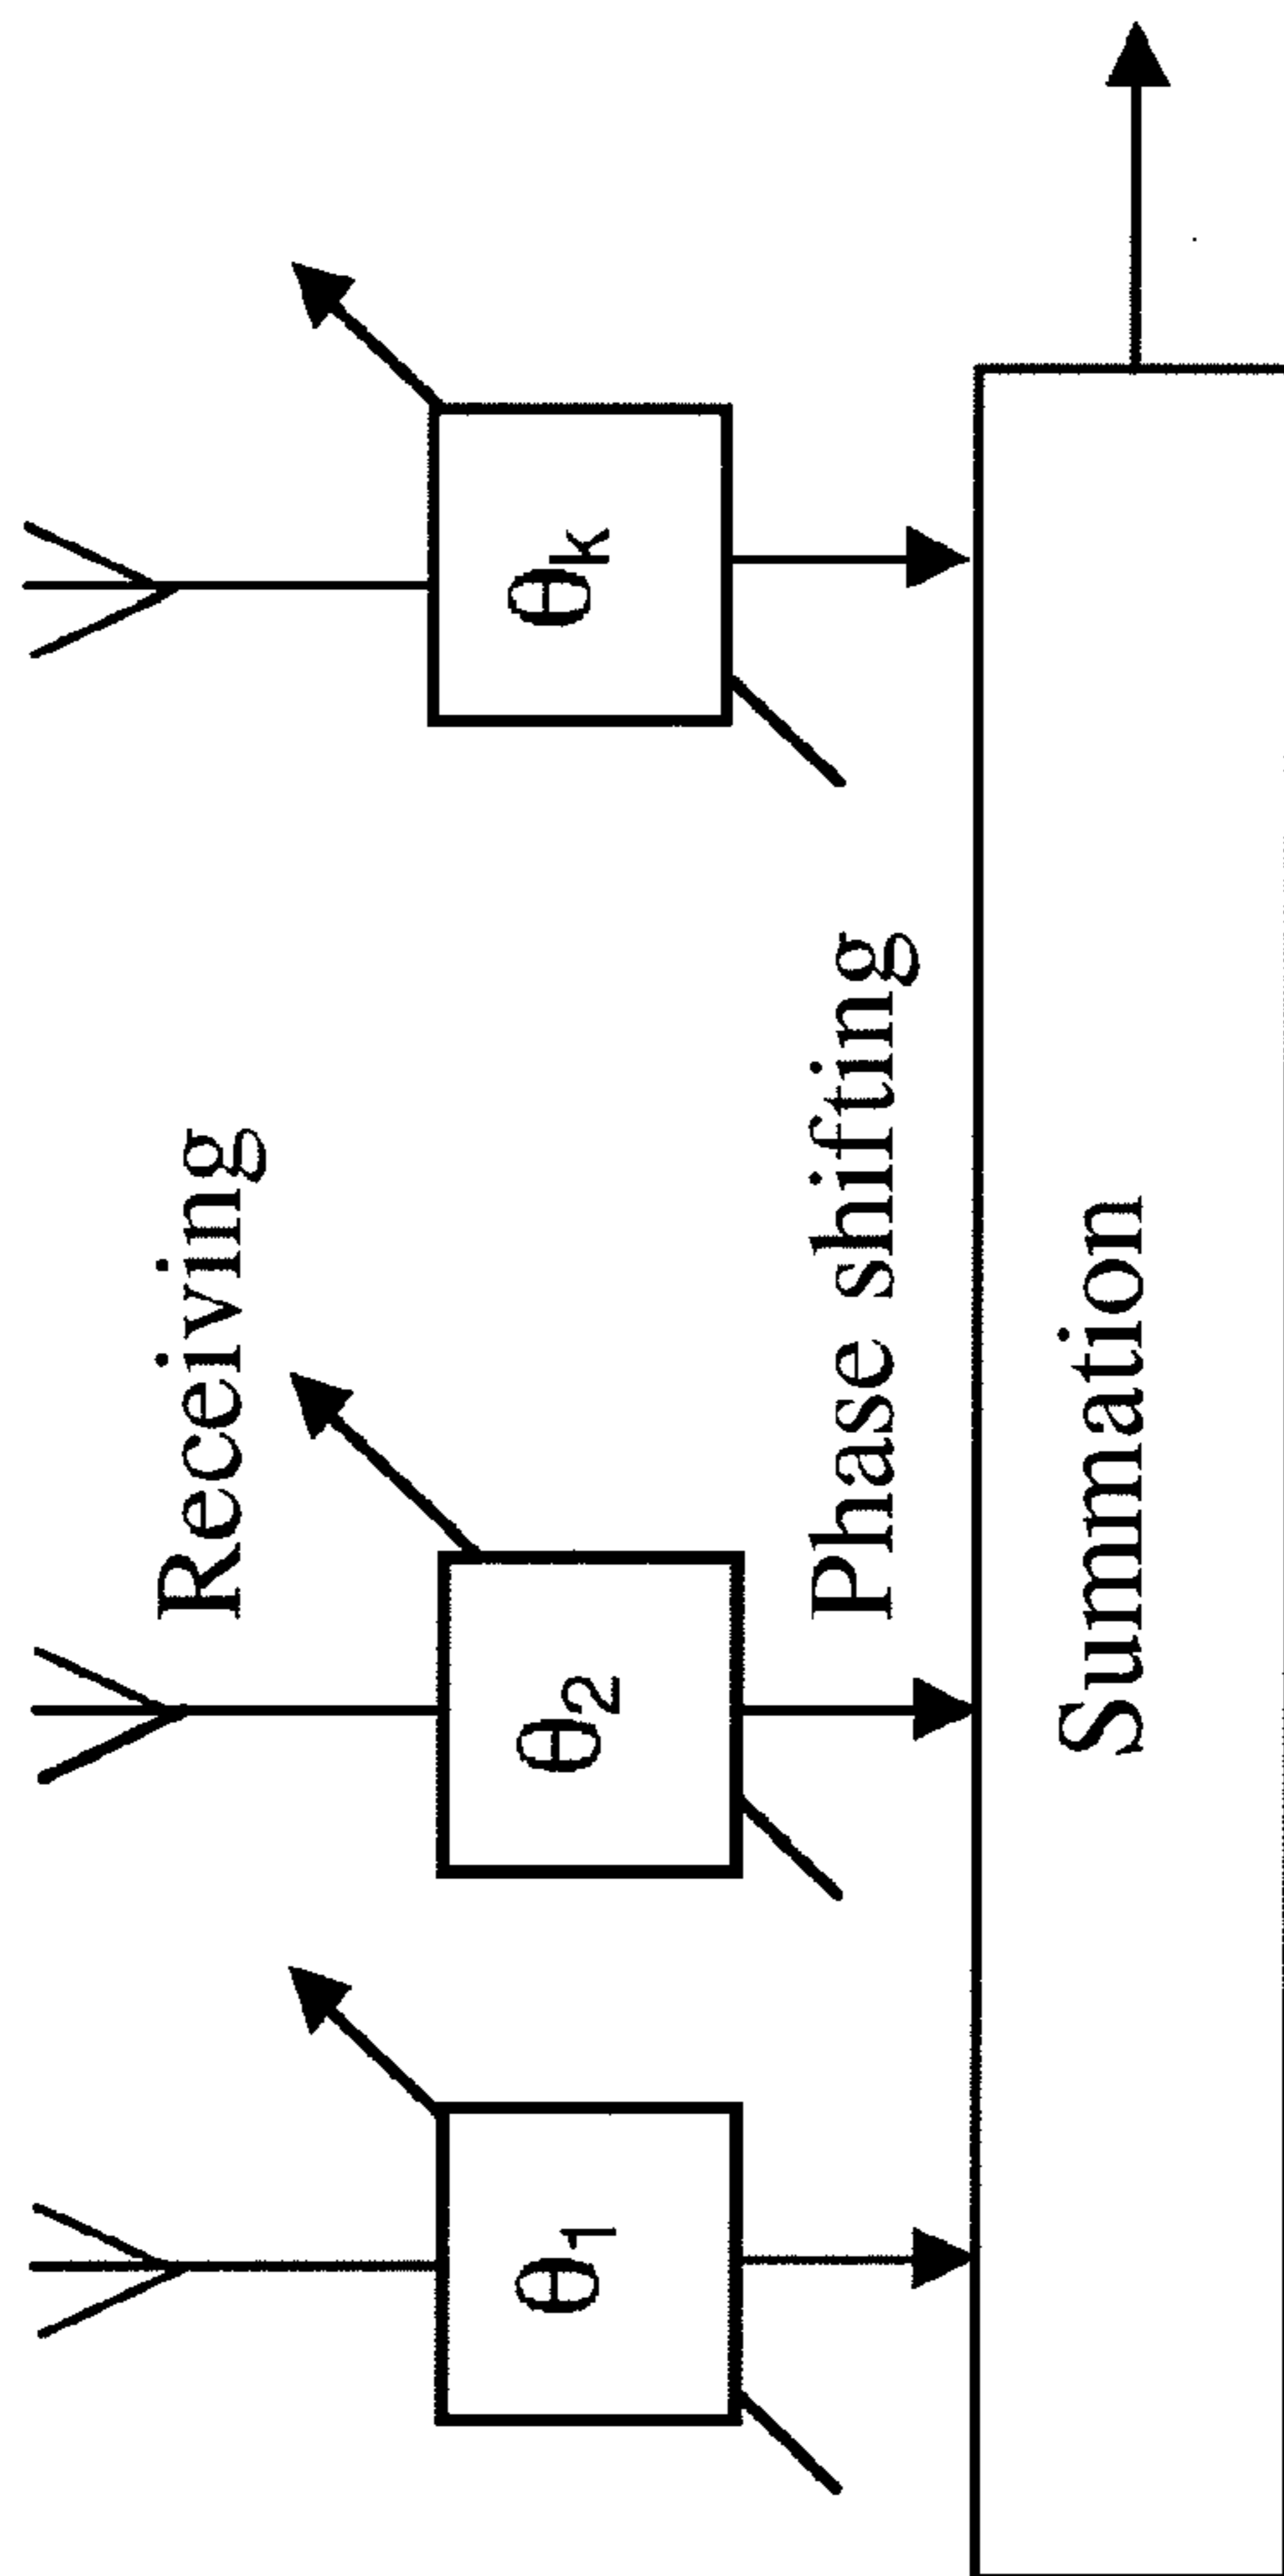 Receiving
θ1
θ2
θk
Phase shifting
Summation